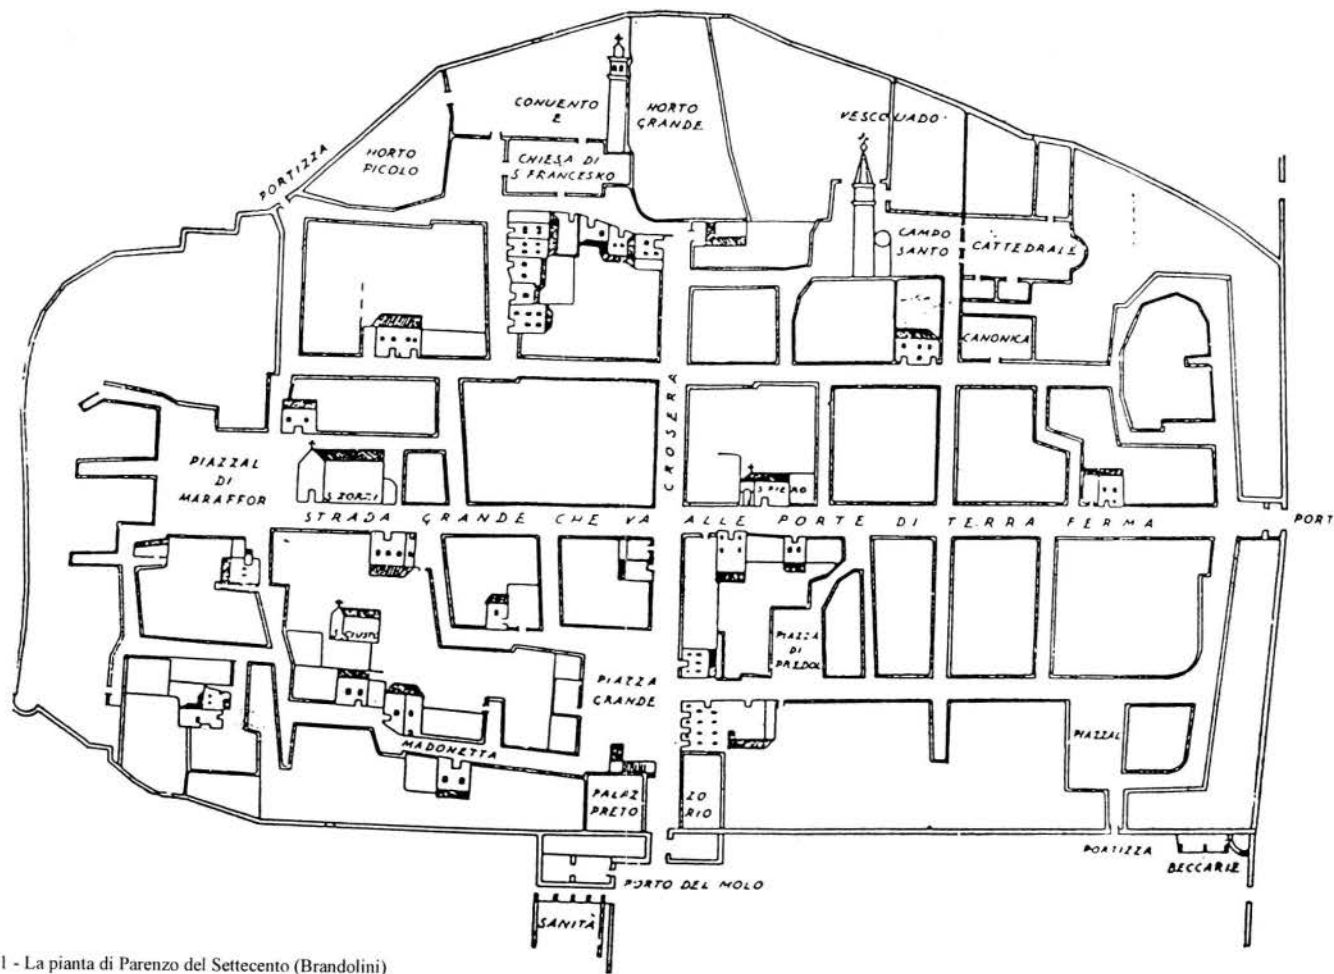 CONUENTO
E
HORTO
GRANDE
VESCOUADO
PORTIZZA
HORTO
PICOLO
CHIESA DI
S FRANCESKO
CAMPO
SANTO
CATTEDRALE
CANONICA
CROSERA
PIAZZAL
DI
MARAFFOR
S. ZORZI
S PIERO
STRADA GRANDE CHE VA ALLE PORTE DI TERRA FERMA
PORT
S. GIUSTO
PIAZZA
DI
PREDOL
PIAZZA
GRANDE
MADONETTA
PIAZZAL
PALAZ
PRETO
ZO
RIO
PORTIZZA
BECCARIE
PORTO DEL MOLO
SANITÀ
1 - La pianta di Parenzo del Settecento (Brandolini)